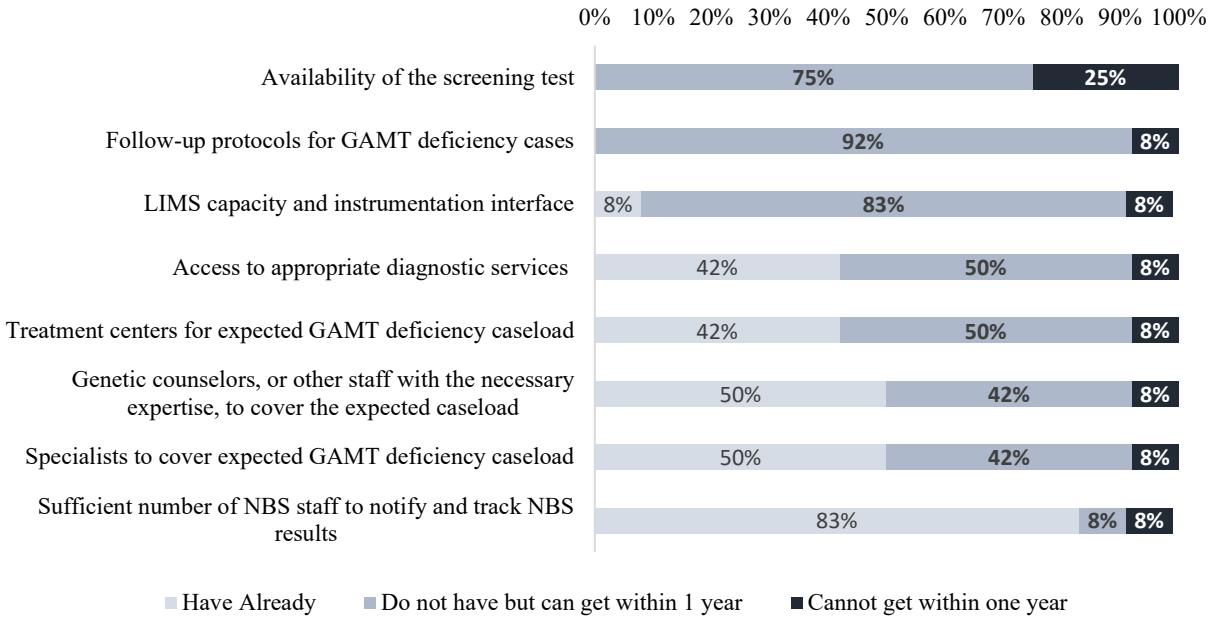 0% 10% 20% 30% 40% 50% 60% 70% 80% 90% 100%
Availability of the screening test 75% 25%
Follow-up protocols for GAMT deficiency cases 92% 8%
LIMS capacity and instrumentation interface 8% 83% 8%
Access to appropriate diagnostic services 42% 50% 8%
Treatment centers for expected GAMT deficiency caseload 42% 50% 8%
Genetic counselors, or other staff with the necessary
expertise, to cover the expected caseload 50% 42% 8%
Specialists to cover expected GAMT deficiency caseload 50% 42% 8%
Sufficient number of NBS staff to notify and track NBS
results 83% 8% 8%
Have Already Do not have but can get within 1 year Cannot get within one year